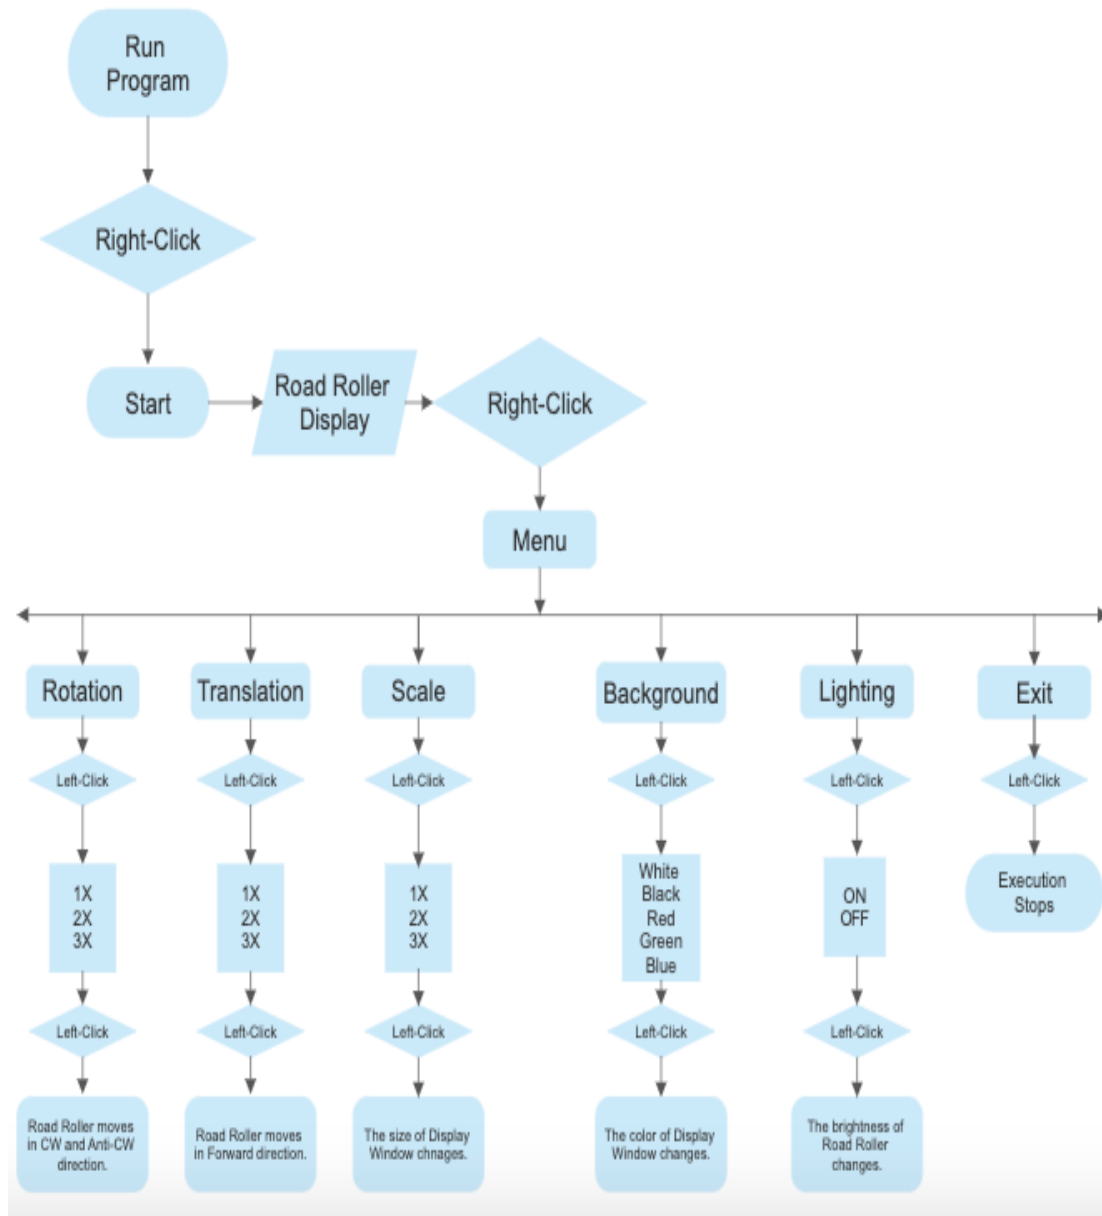 Run
Program
Right-Click
Start
Road Roller
Display
Right-Click
Menu
Rotation
Translation
Scale
Background
Lighting
Exit
Left-Click
Left-Click
Left-Click
Left-Click
Left-Click
Left-Click
1X
2X
3X
1X
2X
3X
1X
2X
3X
White
Black
Red
Green
Blue
ON
OFF
Execution
Stops
Left-Click
Left-Click
Left-Click
Left-Click
Left-Click
Road Roller moves
in CW and Anti-CW
direction.
Road Roller moves
in Forward direction.
The size of Display
Window chnages.
The color of Display
Window changes.
The brightness of
Road Roller
changes.